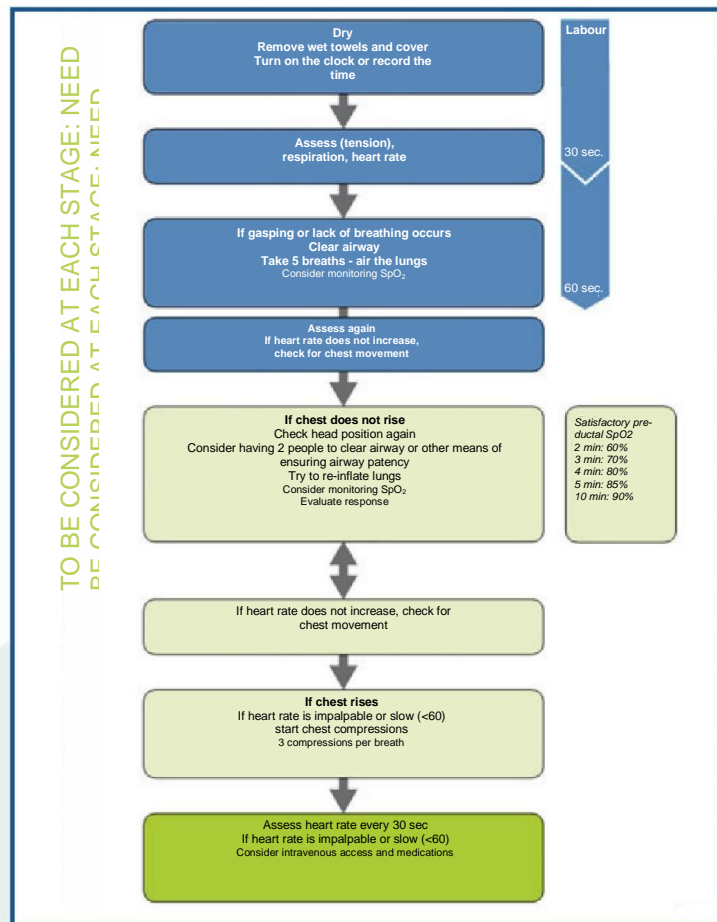 TO BE CONSIDERED AT EACH STAGE: NEED
BE CONSIDERED AT EACH STAGE: NEED
Dry
Remove wet towels and cover
Turn on the clock or record the
time
Labour
Assess (tension),
respiration, heart rate
30 sec.
If gasping or lack of breathing occurs
Clear airway
Take 5 breaths - air the lungs
Consider monitoring SpO₂
60 sec.
Assess again
If heart rate does not increase,
check for chest movement
If chest does not rise
Check head position again
Consider having 2 people to clear airway or other means of
ensuring airway patency
Try to re-inflate lungs
Consider monitoring SpO₂
Evaluate response
Satisfactory pre-
ductal SpO2
2 min: 60%
3 min: 70%
4 min: 80%
5 min: 85%
10 min: 90%
If heart rate does not increase, check for
chest movement
If chest rises
If heart rate is impalpable or slow (<60)
start chest compressions
3 compressions per breath
Assess heart rate every 30 sec
If heart rate is impalpable or slow (<60)
Consider intravenous access and medications